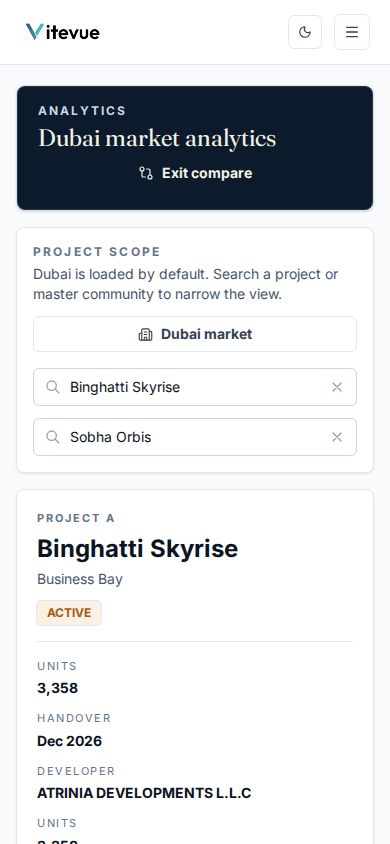 Vitevue
ANALYTICS
Dubai market analytics
Exit compare
PROJECT SCOPE
Dubai is loaded by default. Search a project or
master community to narrow the view.
Dubai market
Binghatti Skyrise
Sobha Orbis
PROJECT A
Binghatti Skyrise
Business Bay
ACTIVE
UNITS
3,358
HANDOVER
Dec 2026
DEVELOPER
ATRINIA DEVELOPMENTS L.L.C
UNITS